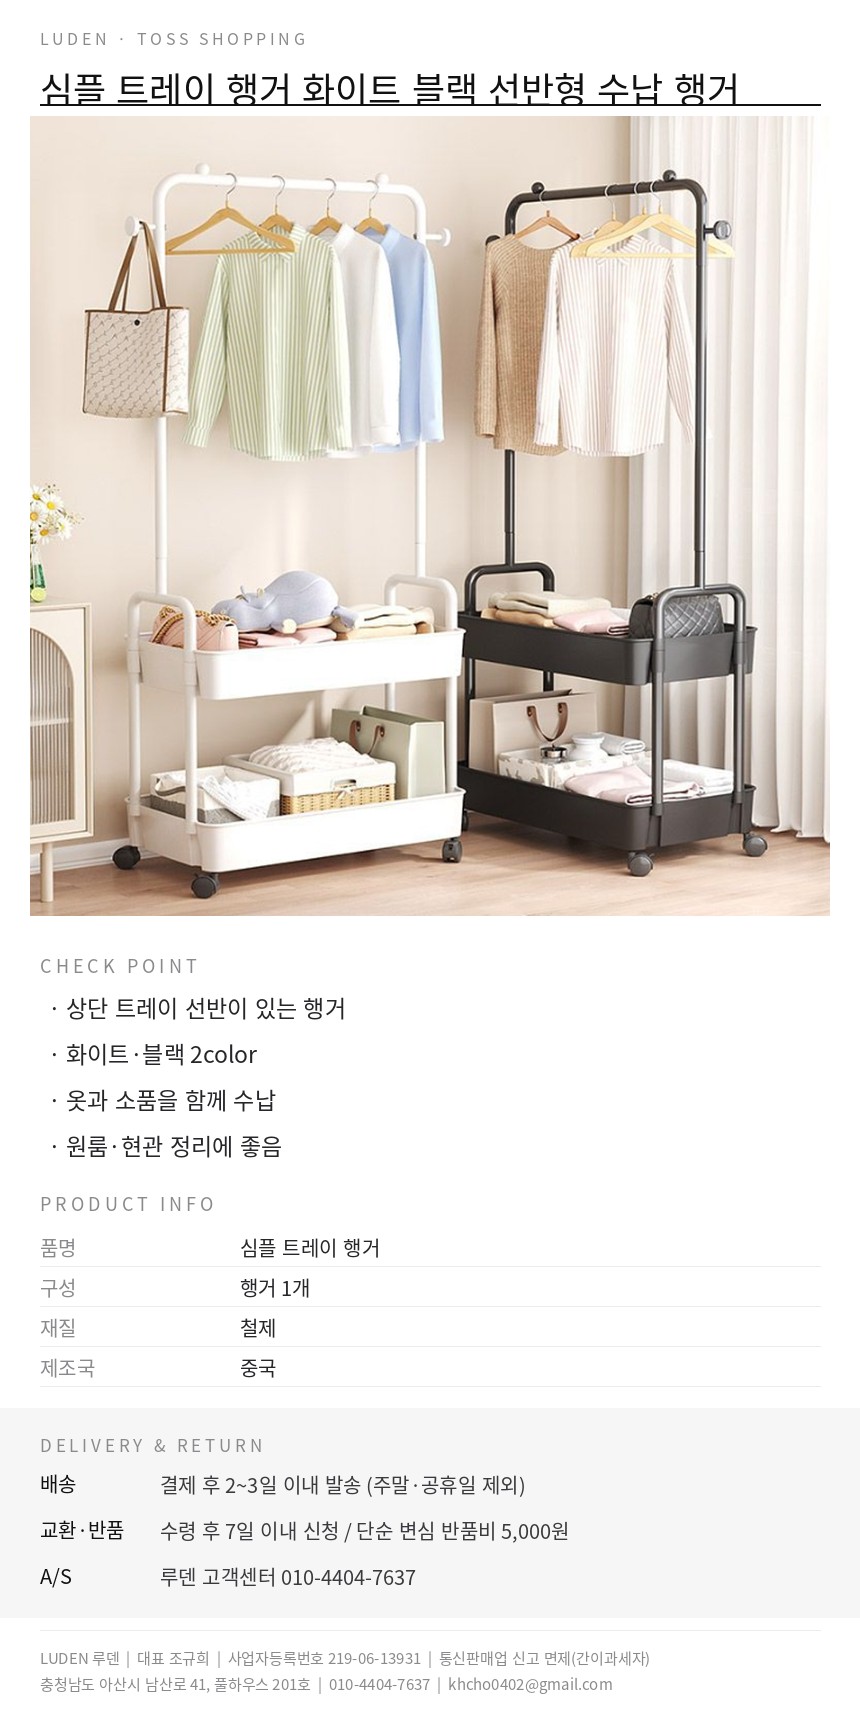 LUDEN · TOSS SHOPPING
심플 트레이 행거 화이트 블랙 선반형 수납 행거
CHECK POINT
· 상단 트레이 선반이 있는 행거
· 화이트·블랙 2color
· 옷과 소품을 함께 수납
· 원룸·현관 정리에 좋음
PRODUCT INFO
품명 심플 트레이 행거
구성 행거 1개
재질 철제
제조국 중국
DELIVERY & RETURN
배송 결제 후 2~3일 이내 발송 (주말·공휴일 제외)
교환·반품 수령 후 7일 이내 신청 / 단순 변심 반품비 5,000원
A/S 루덴 고객센터 010-4404-7637
LUDEN 루덴 | 대표 조규희 | 사업자등록번호 219-06-13931 | 통신판매업 신고 면제(간이과세자)
충청남도 아산시 남산로 41, 풀하우스 201호 | 010-4404-7637 | khcho0402@gmail.com